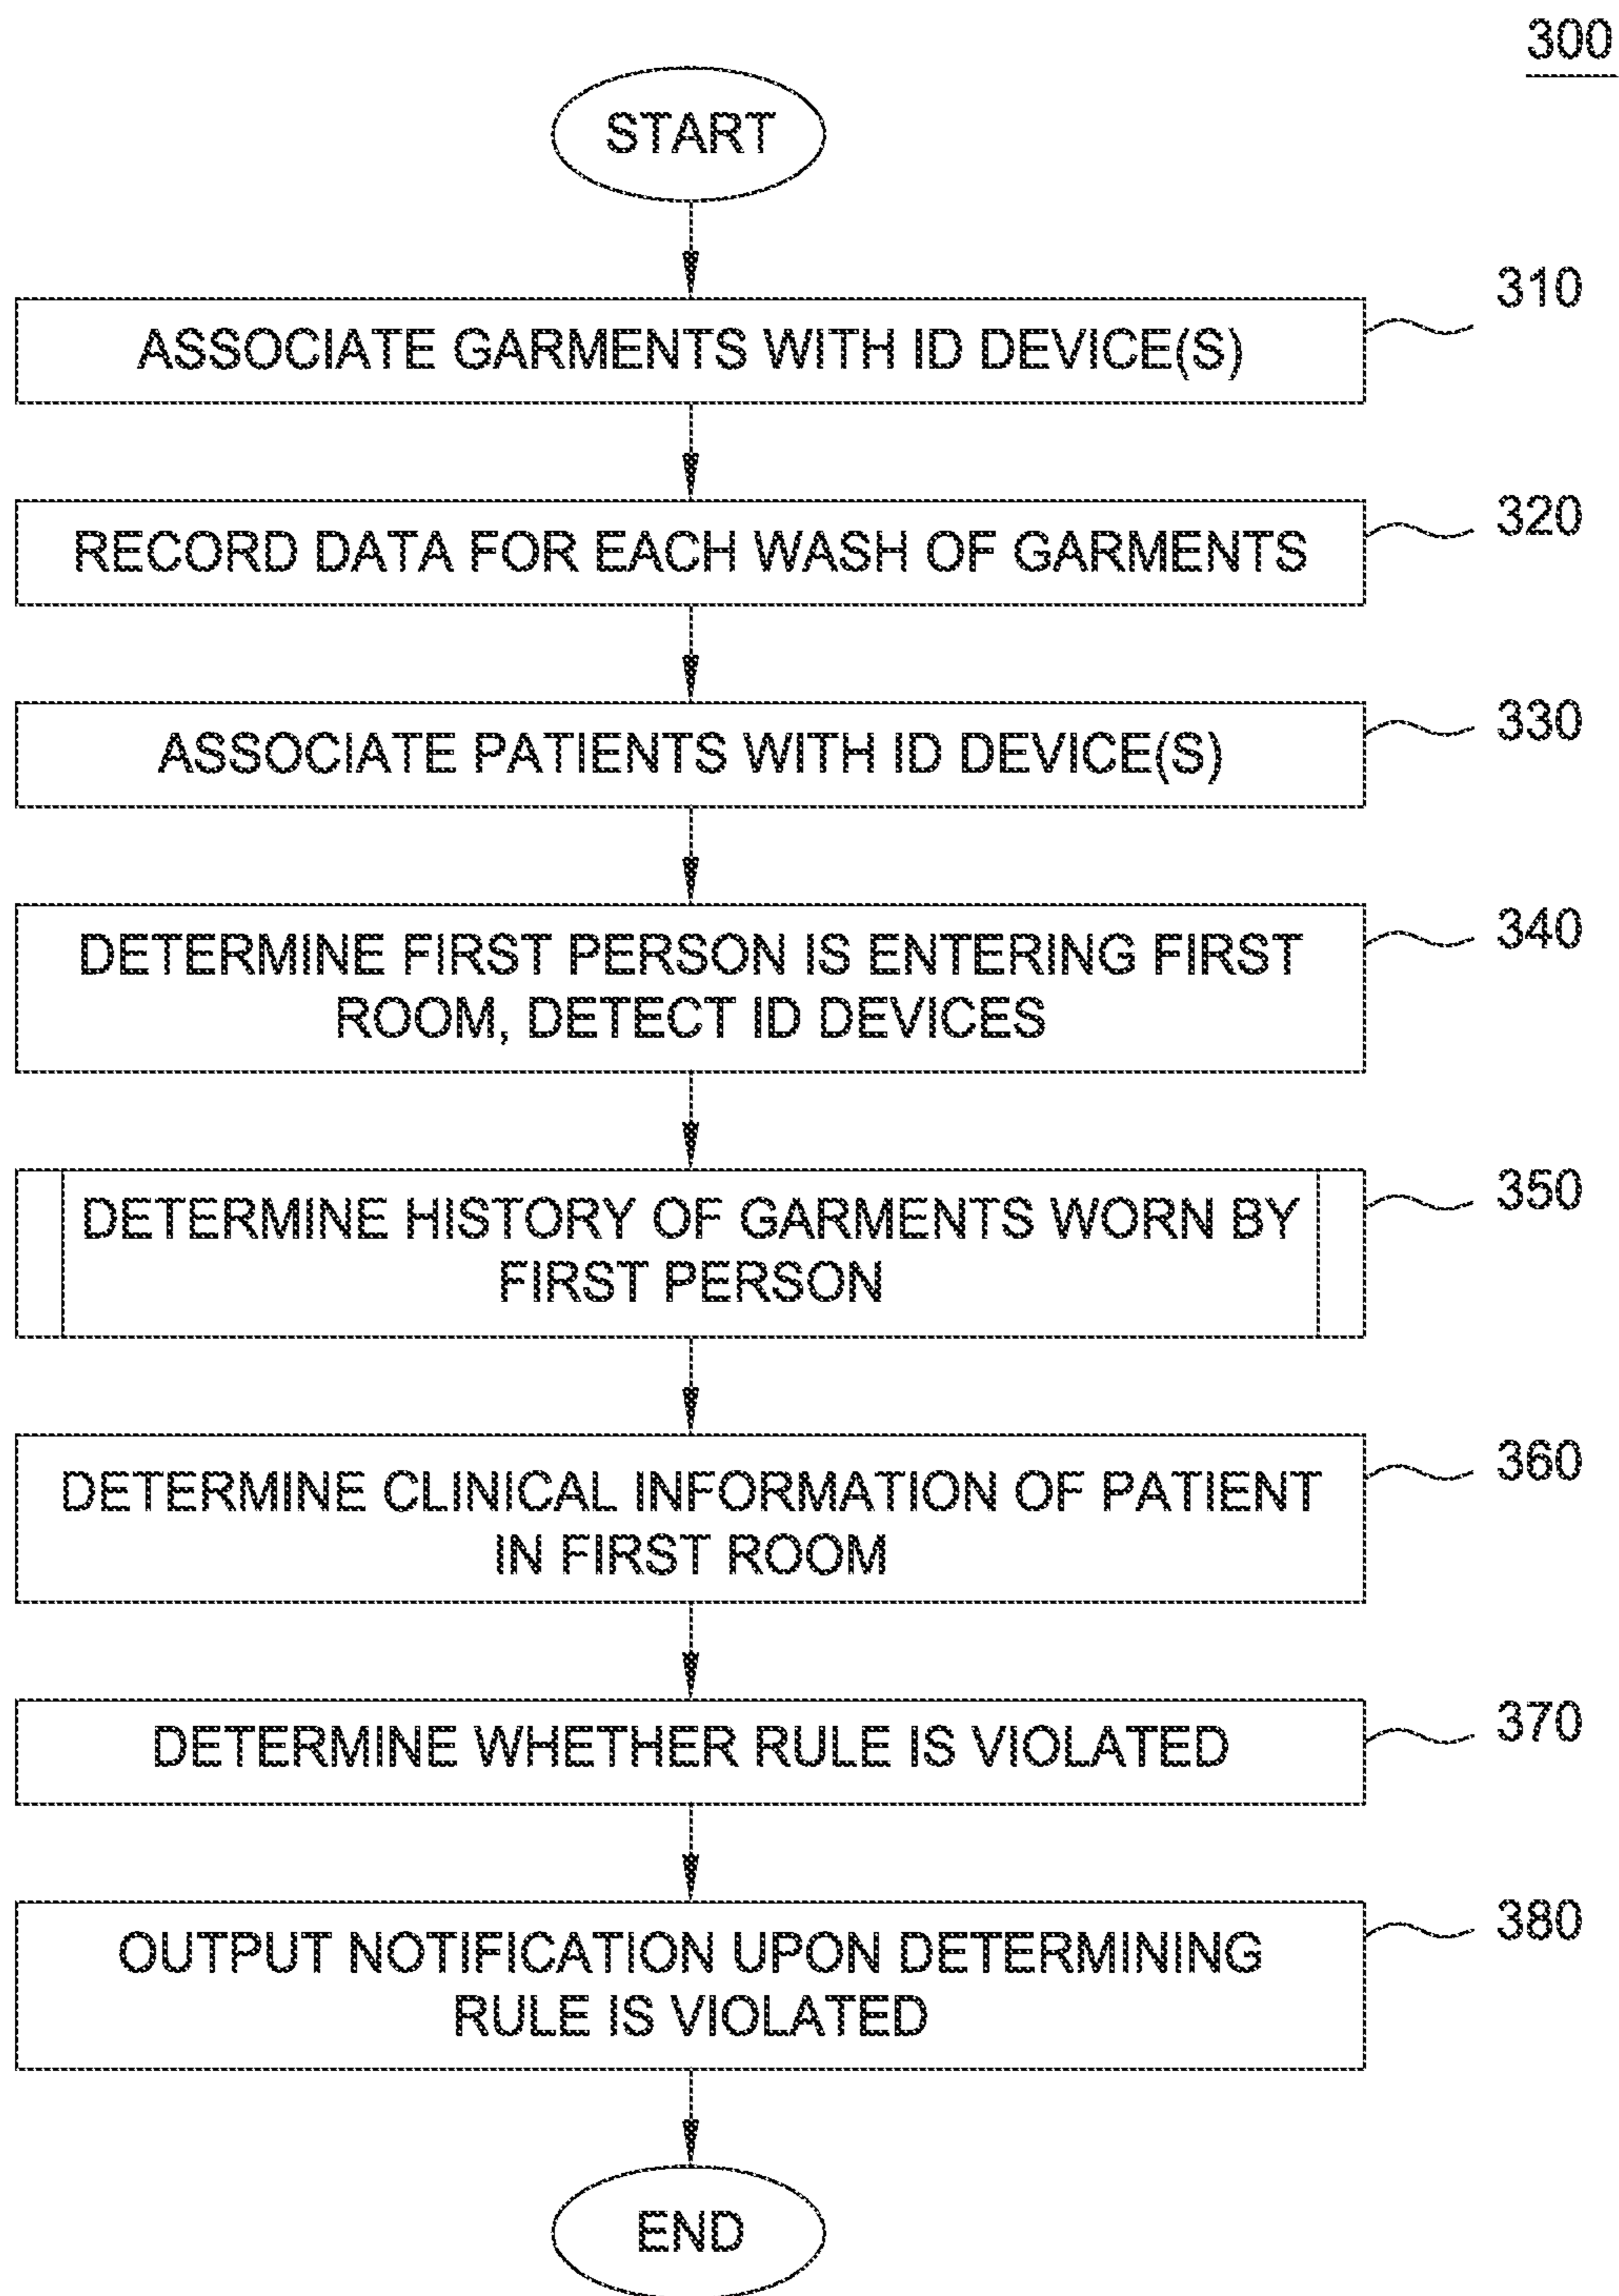 300
START
310
ASSOCIATE GARMENTS WITH ID DEVICE(S)
320
RECORD DATA FOR EACH WASH OF GARMENTS
330
ASSOCIATE PATIENTS WITH ID DEVICE(S)
340
DETERMINE FIRST PERSON IS ENTERING FIRST
ROOM, DETECT ID DEVICES
350
DETERMINE HISTORY OF GARMENTS WORN BY
FIRST PERSON
360
DETERMINE CLINICAL INFORMATION OF PATIENT
IN FIRST ROOM
370
DETERMINE WHETHER RULE IS VIOLATED
380
OUTPUT NOTIFICATION UPON DETERMINING
RULE IS VIOLATED
END